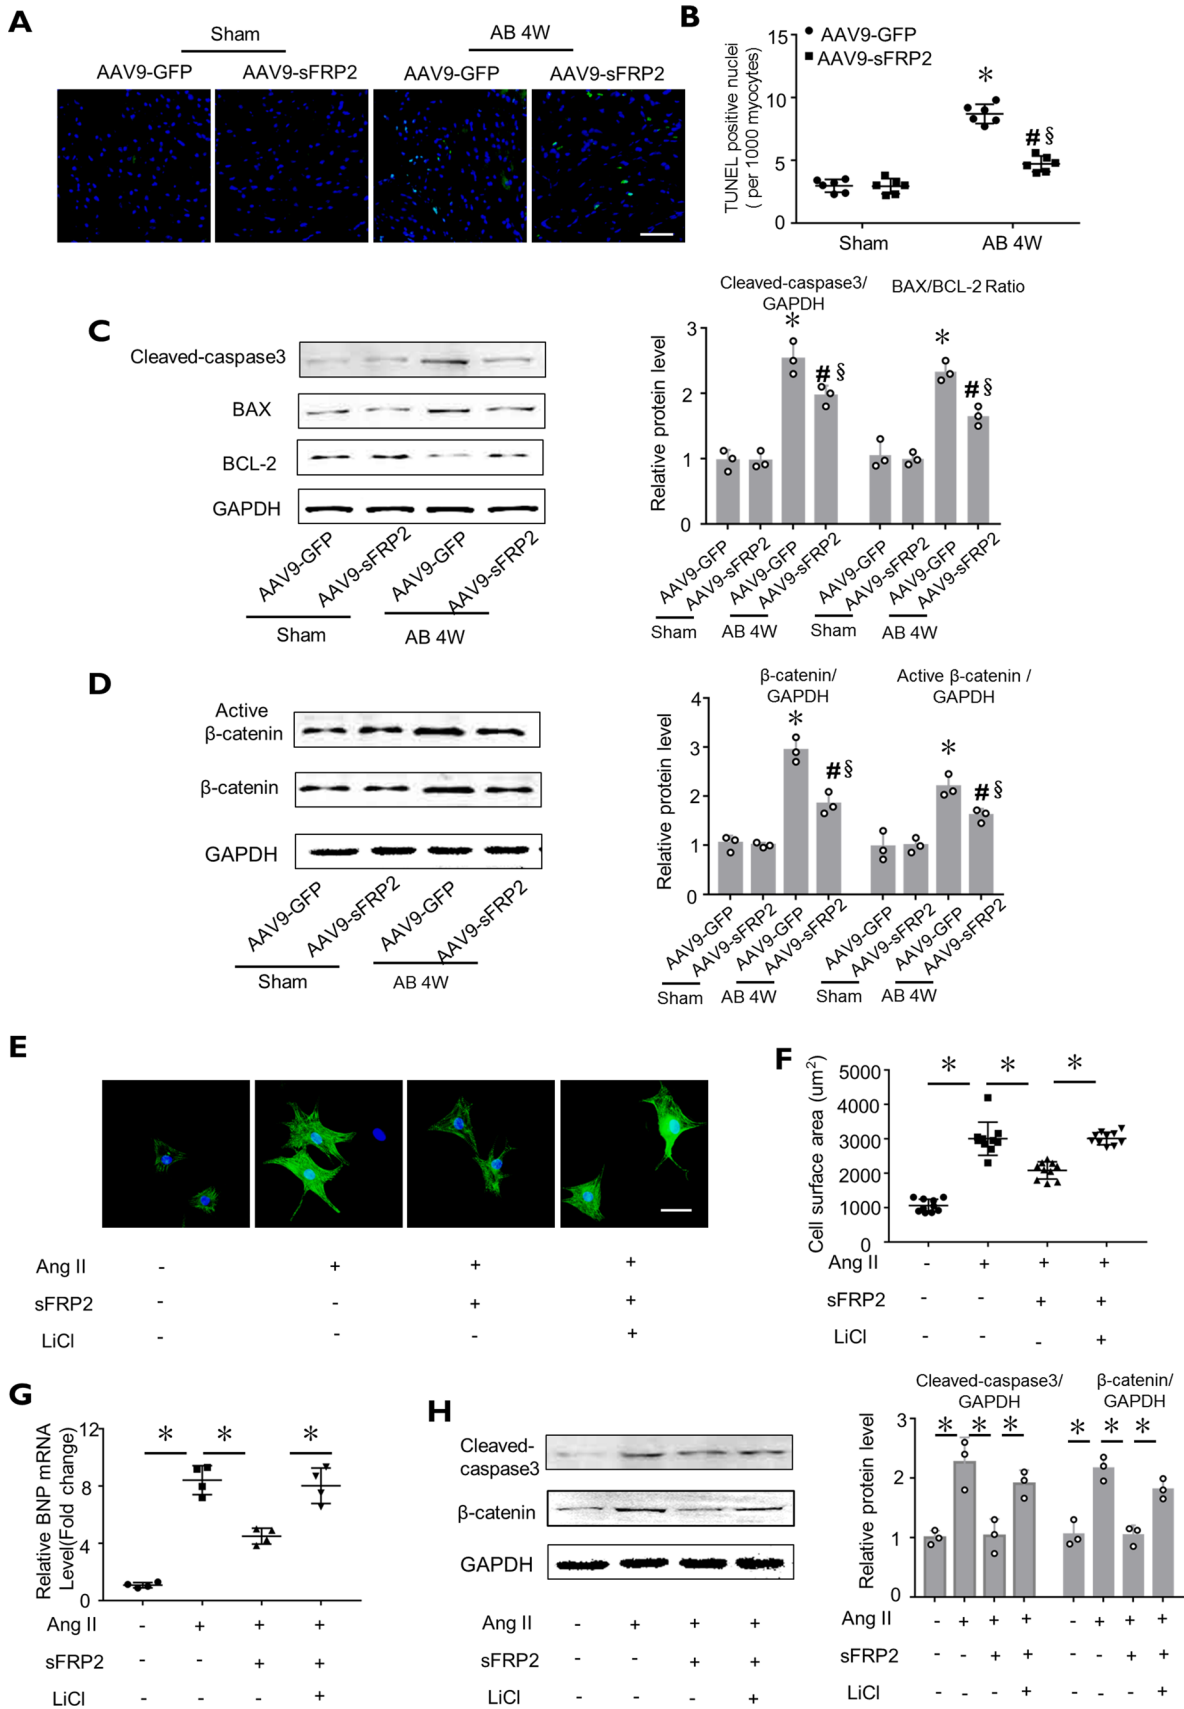 A
Sham
AB 4W
AAV9-GFP
AAV9-sFRP2
AAV9-GFP
AAV9-sFRP2
B
TUNEL positive nuclei
( per 1000 myocytes)
15
10
5
0
AAV9-GFP
AAV9-sFRP2
*
# §
Sham
AB 4W
C
Cleaved-caspase3
BAX
BCL-2
GAPDH
AAV9-GFP
AAV9-sFRP2
AAV9-GFP
AAV9-sFRP2
Sham
AB 4W
Cleaved-caspase3/
GAPDH
BAX/BCL-2 Ratio
Relative protein level
3
2
1
0
*
# §
*
# §
AAV9-GFP
AAV9-sFRP2
AAV9-GFP
AAV9-sFRP2
AAV9-GFP
AAV9-sFRP2
AAV9-GFP
AAV9-sFRP2
Sham
AB 4W
Sham
AB 4W
D
Active
β-catenin
β-catenin
GAPDH
AAV9-GFP
AAV9-sFRP2
AAV9-GFP
AAV9-sFRP2
Sham
AB 4W
β-catenin/
GAPDH
Active β-catenin /
GAPDH
Relative protein level
4
3
2
1
0
*
# §
*
# §
AAV9-GFP
AAV9-sFRP2
AAV9-GFP
AAV9-sFRP2
AAV9-GFP
AAV9-sFRP2
AAV9-GFP
AAV9-sFRP2
Sham
AB 4W
Sham
AB 4W
E
Ang II - + + +
sFRP2 - - + +
LiCl - - - +
F
Cell surface area (um²)
5000
4000
3000
2000
1000
0
* * *
Ang II - + + +
sFRP2 - - + +
LiCl - - - +
G
Relative BNP mRNA
Level(Fold change)
12
8
4
0
* * *
Ang II - + + +
sFRP2 - - + +
LiCl - - - +
H
Cleaved-
caspase3
β-catenin
GAPDH
Ang II - + + +
sFRP2 - - + +
LiCl - - - +
Cleaved-caspase3/
GAPDH
β-catenin/
GAPDH
Relative protein level
3
2
1
0
* * * * * *
Ang II - + + + - + + +
sFRP2 - - + + - - + +
LiCl - - - + - - - +